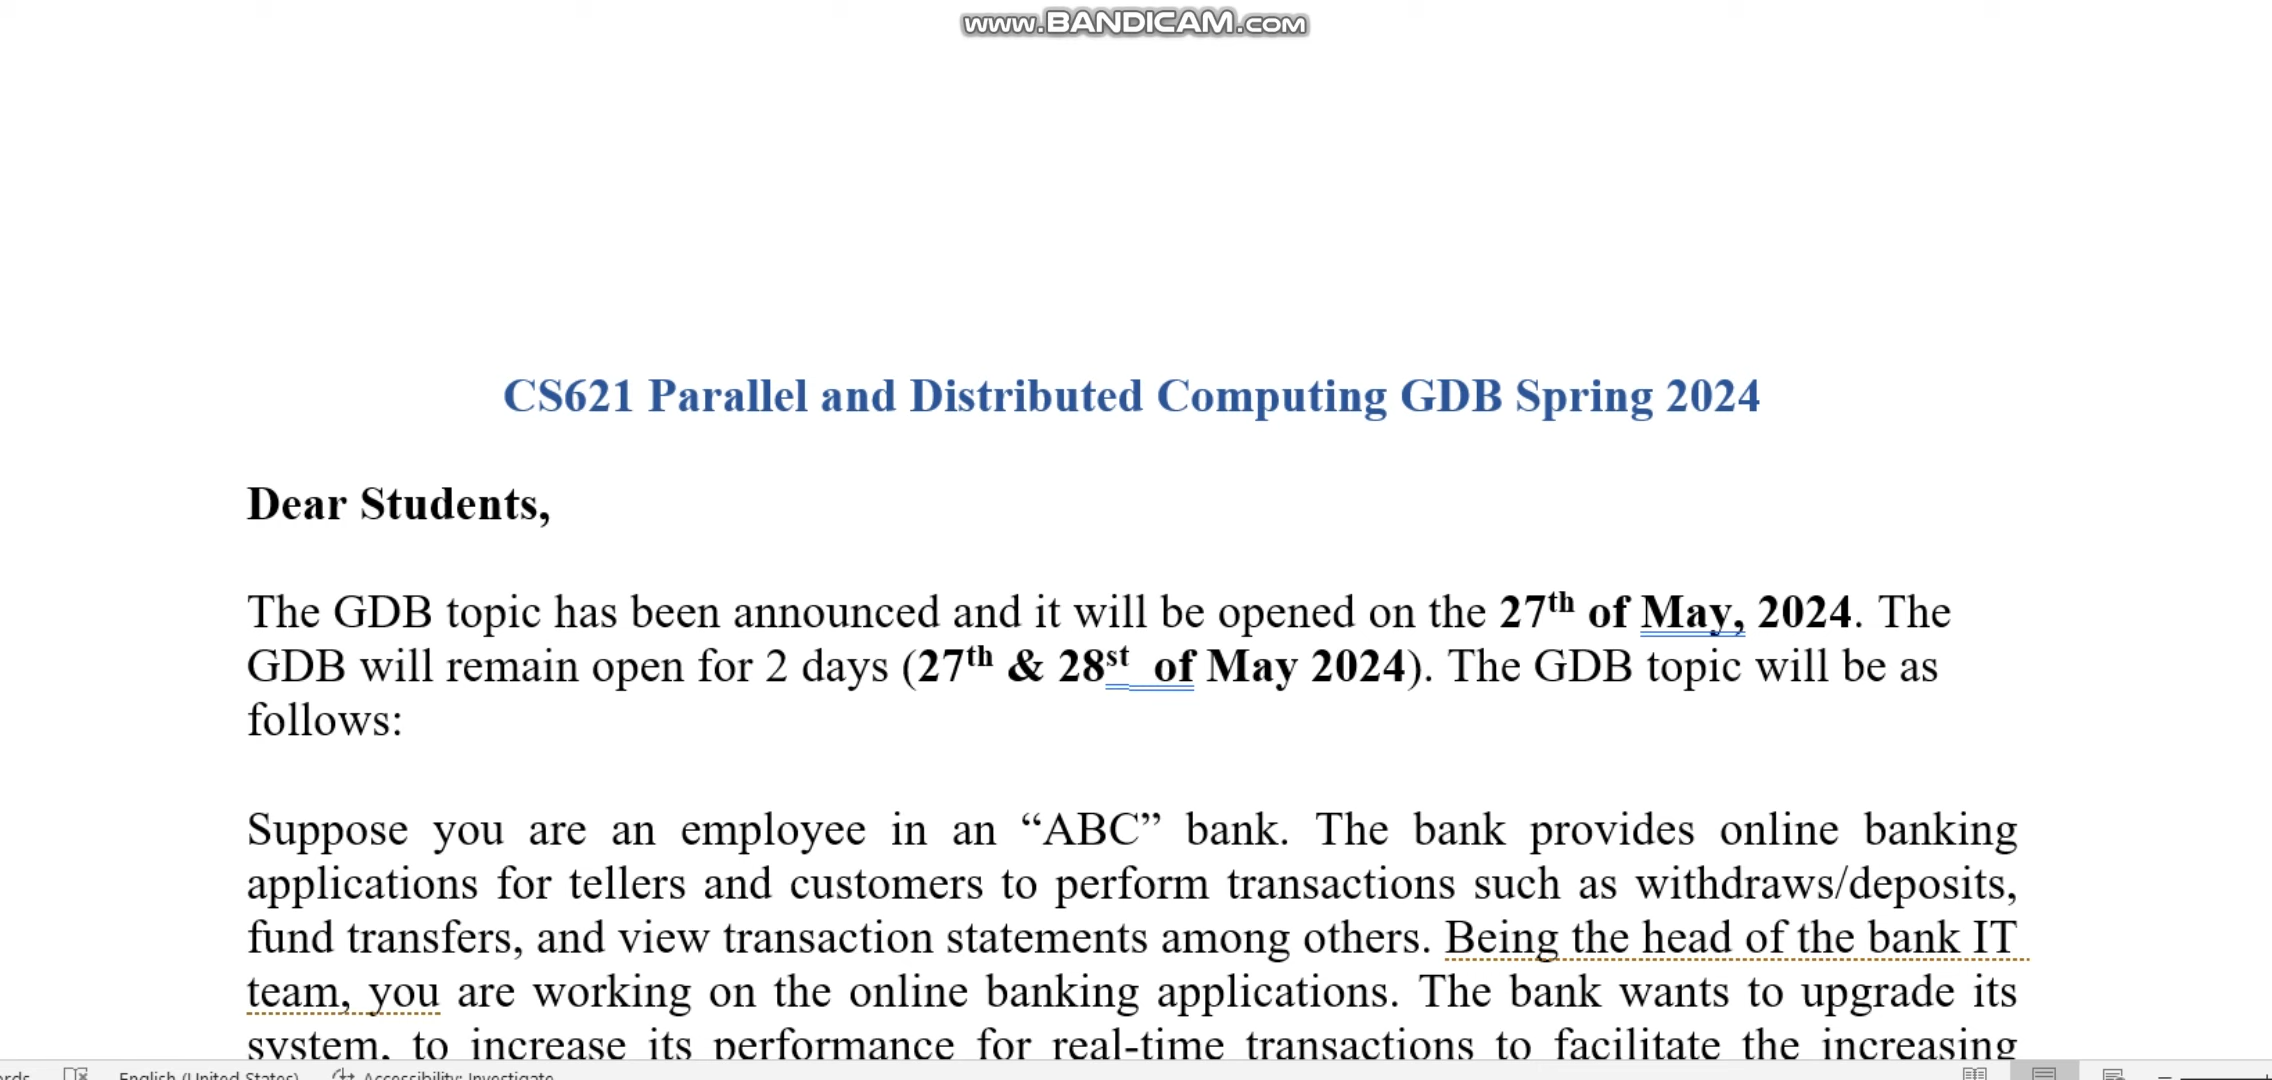 www.BANDICAM.com
CS621 Parallel and Distributed Computing GDB Spring 2024
Dear Students,
The GDB topic has been announced and it will be opened on the 27th of May, 2024. The
GDB will remain open for 2 days (27th & 28st  of May 2024). The GDB topic will be as
follows:
Suppose you are an employee in an “ABC” bank. The bank provides online banking
applications for tellers and customers to perform transactions such as withdraws/deposits,
fund transfers, and view transaction statements among others. Being the head of the bank IT
team, you are working on the online banking applications. The bank wants to upgrade its
system, to increase its performance for real-time transactions to facilitate the increasing
English (United States) Accessibility: Investigate